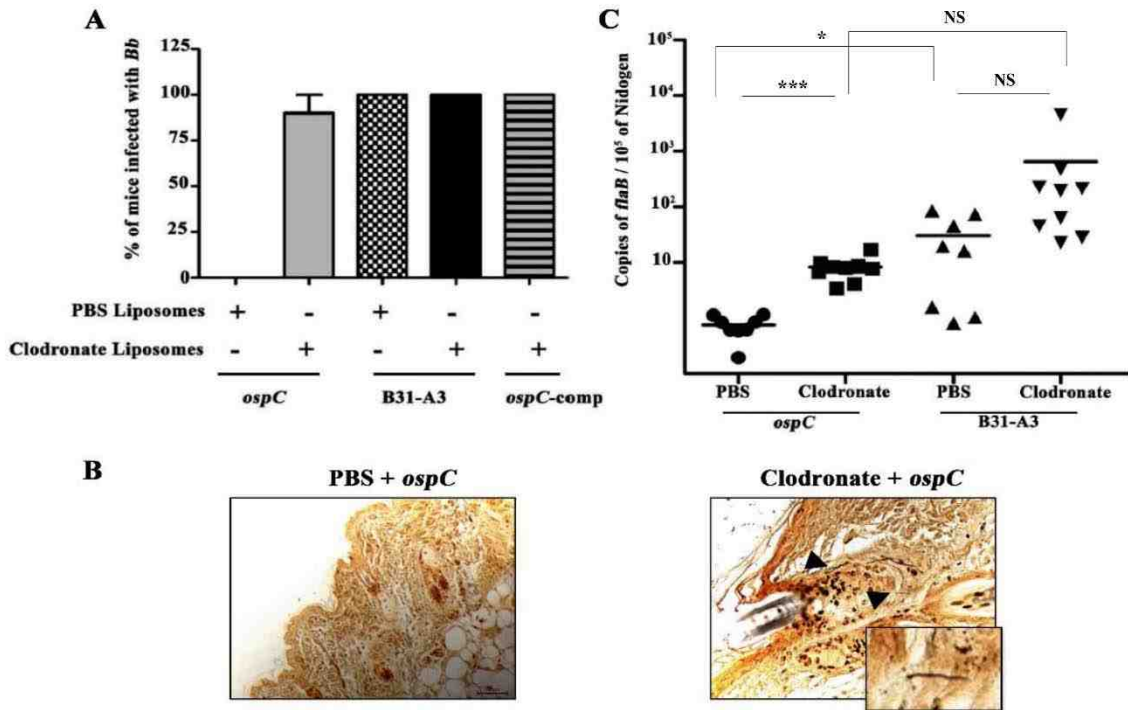 A
% of mice infected with Bb
125
100
75
50
25
0
PBS Liposomes + - + - -
Clodronate Liposomes - + - + +
ospC B31-A3 ospC-comp
C
Copies of flaB / 10⁵ of Nidogen
10⁵
10⁴
10³
10²
10
NS
*
***
NS
PBS Clodronate PBS Clodronate
ospC B31-A3
B
PBS + ospC
Clodronate + ospC